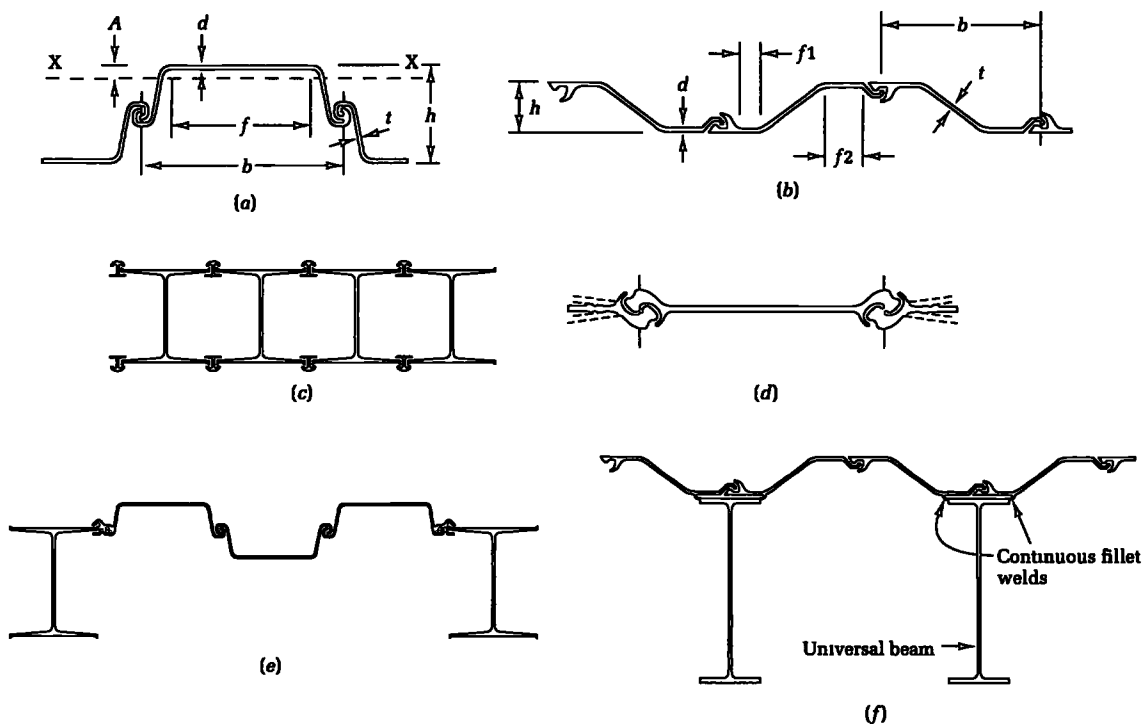 A
d
X
X
f
t
h
b
(a)
b
f1
t
h
d
f2
(b)
(c)
(d)
(e)
Continuous fillet
welds
Universal beam
(f)